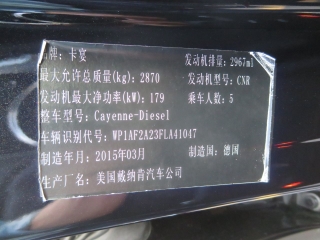 品牌：卡宴 发动机排量：2967ml
最大允许总质量(kg)：2870 发动机型号：CNR
发动机最大净功率(kW)：179 乘车人数：5
整车型号：Cayenne-Diesel
车辆识别代号：WP1AF2A23FLA41047
制造年月：2015年03月 制造国：德国
生产厂名：美国戴纳肯汽车公司